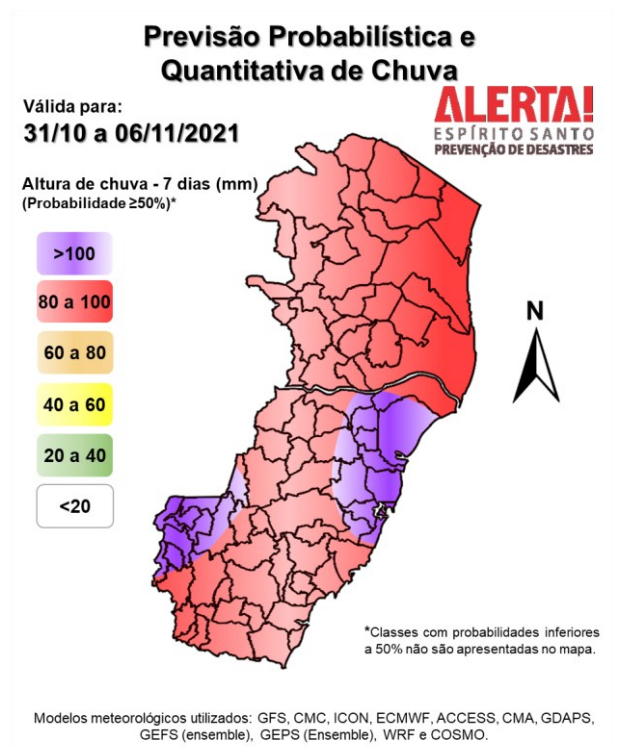 Previsão Probabilística e
Quantitativa de Chuva
Válida para:
31/10 a 06/11/2021
ALERTA!
ESPÍRITO SANTO
PREVENÇÃO DE DESASTRES
Altura de chuva - 7 dias (mm)
(Probabilidade ≥50%)*
>100
80 a 100
60 a 80
40 a 60
20 a 40
<20
N
*Classes com probabilidades inferiores
a 50% não são apresentadas no mapa.
Modelos meteorológicos utilizados: GFS, CMC, ICON, ECMWF, ACCESS, CMA, GDAPS,
GEFS (ensemble), GEPS (Ensemble), WRF e COSMO.